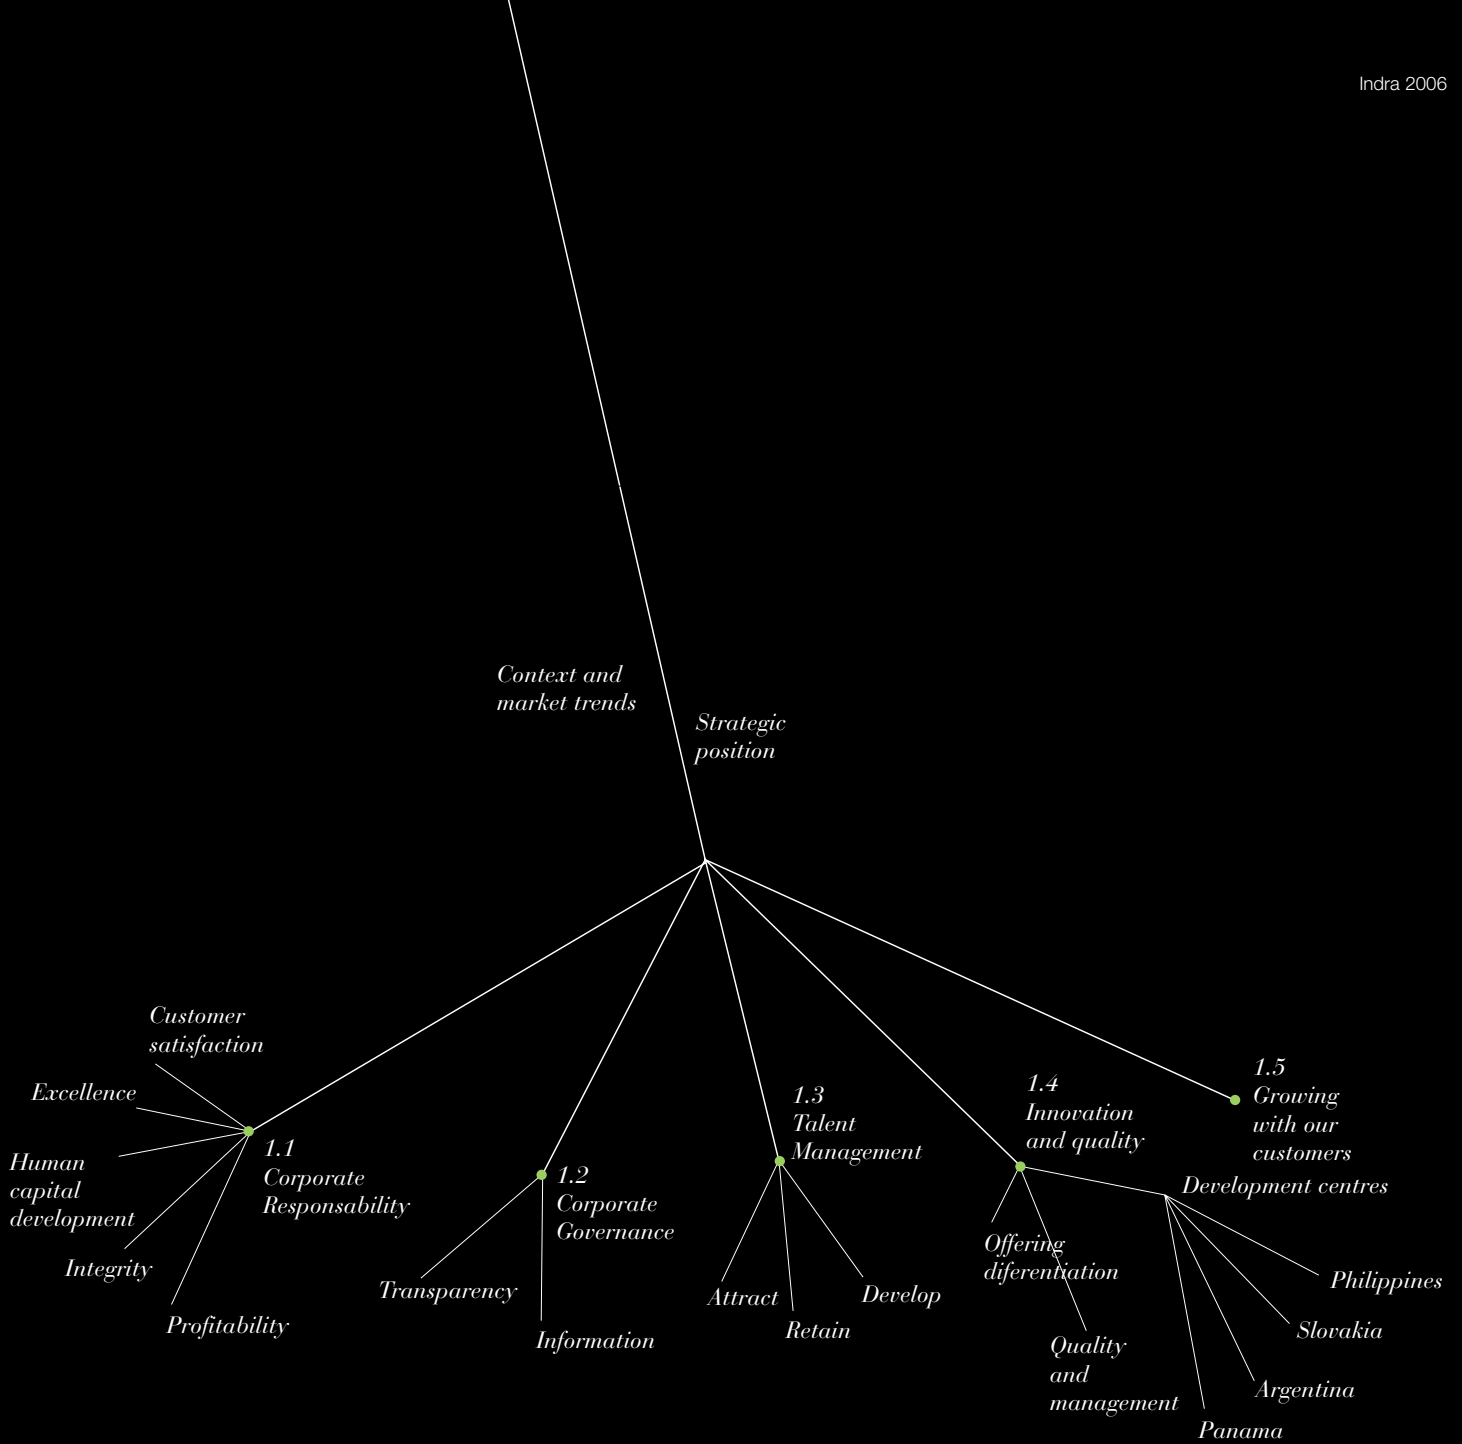 Indra 2006
Context and
market trends
Strategic
position
Customer
satisfaction
Excellence
Human
capital
development
Integrity
Profitability
1.1
Corporate
Responsability
1.2
Corporate
Governance
Transparency
Information
1.3
Talent
Management
Attract
Retain
Develop
1.4
Innovation
and quality
Offering
diferentiation
Quality
and
management
Development centres
Philippines
Slovakia
Argentina
Panama
1.5
Growing
with our
customers